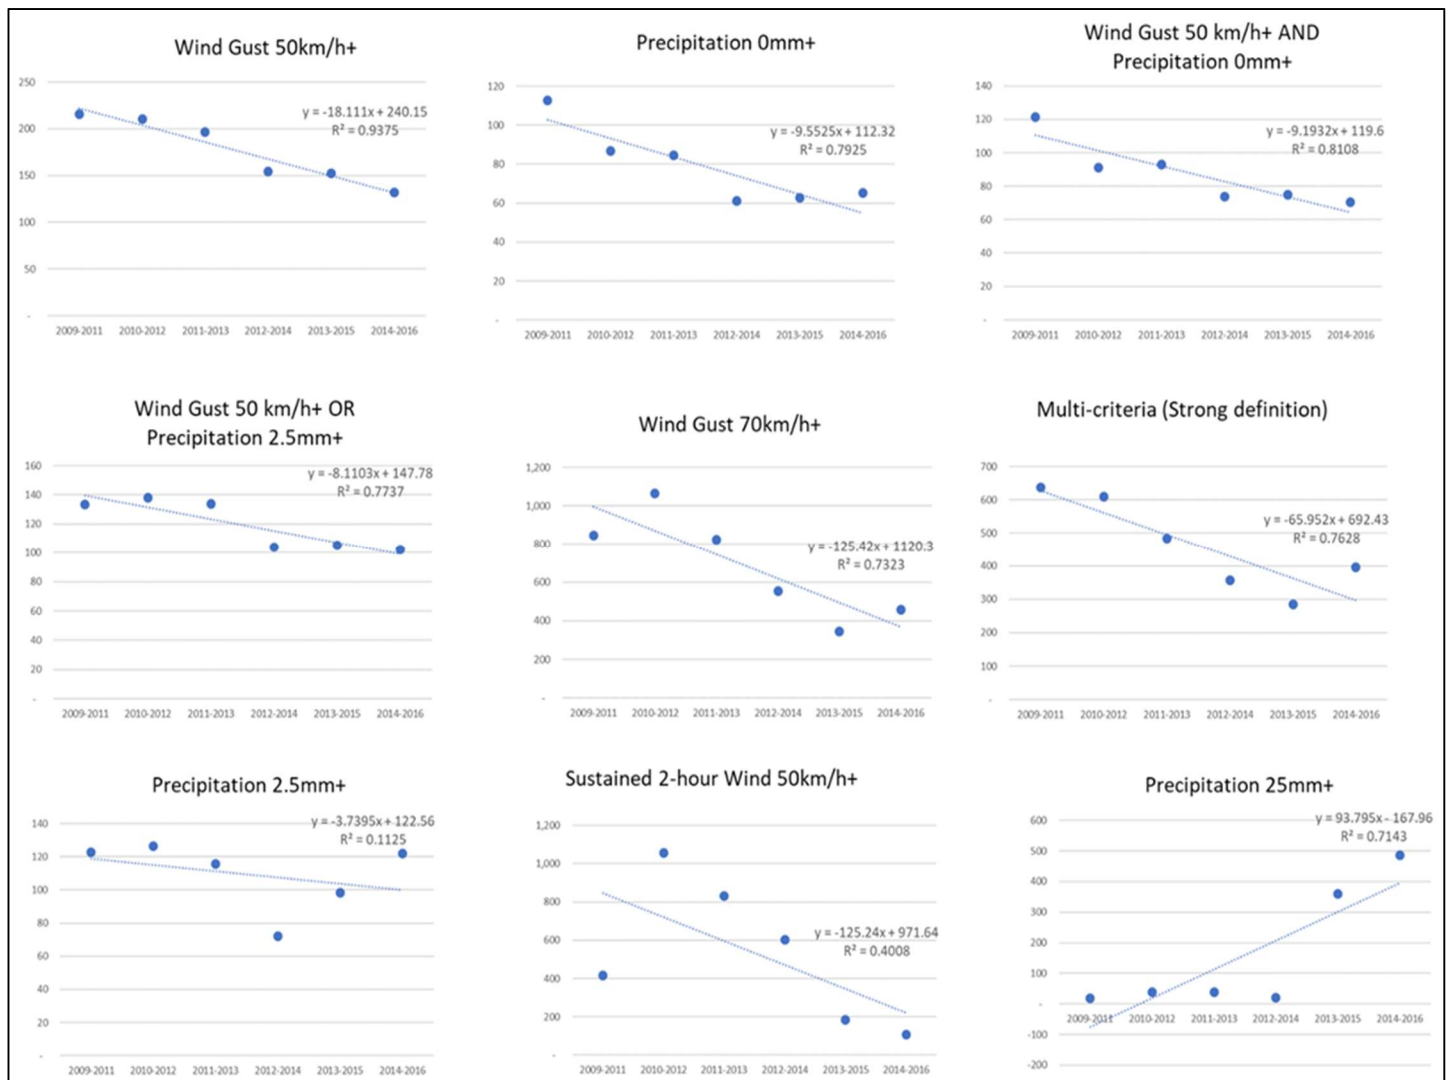 Wind Gust 50km/h+
250
200
150
100
50
-
y = -18.111x + 240.15
R² = 0.9375
2009-2011 2010-2012 2011-2013 2012-2014 2013-2015 2014-2016
Precipitation 0mm+
120
100
80
60
40
20
-
y = -9.5525x + 112.32
R² = 0.7925
2009-2011 2010-2012 2011-2013 2012-2014 2013-2015 2014-2016
Wind Gust 50 km/h+ AND
Precipitation 0mm+
140
120
100
80
60
40
20
-
y = -9.1932x + 119.6
R² = 0.8108
2009-2011 2010-2012 2011-2013 2012-2014 2013-2015 2014-2016
Wind Gust 50 km/h+ OR
Precipitation 2.5mm+
160
140
120
100
80
60
40
20
-
y = -8.1103x + 147.78
R² = 0.7737
2009-2011 2010-2012 2011-2013 2012-2014 2013-2015 2014-2016
Wind Gust 70km/h+
1,200
1,000
800
600
400
200
-
y = -125.42x + 1120.3
R² = 0.7323
2009-2011 2010-2012 2011-2013 2012-2014 2013-2015 2014-2016
Multi-criteria (Strong definition)
700
600
500
400
300
200
100
-
y = -65.952x + 692.43
R² = 0.7628
2009-2011 2010-2012 2011-2013 2012-2014 2013-2015 2014-2016
Precipitation 2.5mm+
140
120
100
80
60
40
20
-
y = -3.7395x + 122.56
R² = 0.1125
2009-2011 2010-2012 2011-2013 2012-2014 2013-2015 2014-2016
Sustained 2-hour Wind 50km/h+
1,200
1,000
800
600
400
200
-
y = -125.24x + 971.64
R² = 0.4008
2009-2011 2010-2012 2011-2013 2012-2014 2013-2015 2014-2016
Precipitation 25mm+
600
500
400
300
200
100
-
-100
-200
y = 93.795x - 167.96
R² = 0.7143
2009-2011 2010-2012 2011-2013 2012-2014 2013-2015 2014-2016